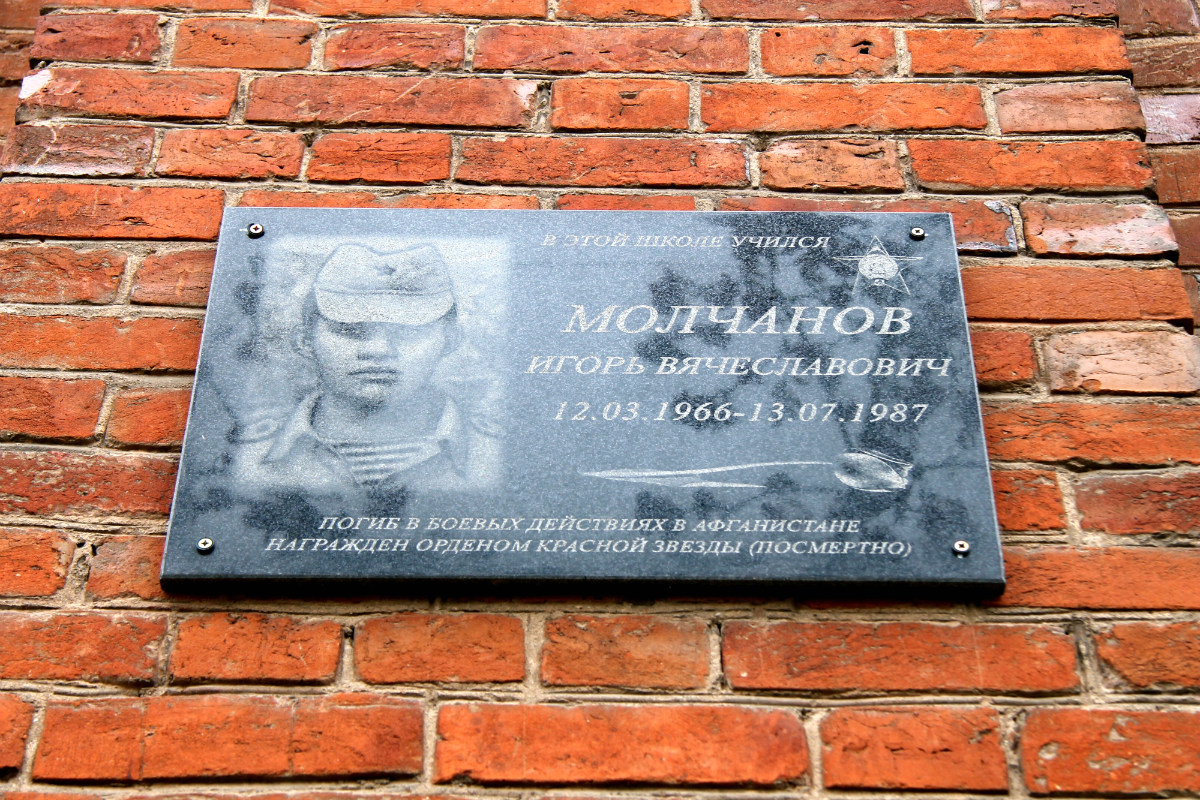 В ЭТОЙ ШКОЛЕ УЧИЛСЯ
МОЛЧАНОВ
ИГОРЬ ВЯЧЕСЛАВОВИЧ
12.03.1966-13.07.1987
ПОГИБ В БОЕВЫХ ДЕЙСТВИЯХ В АФГАНИСТАНЕ
НАГРАЖДЕН ОРДЕНОМ КРАСНОЙ ЗВЕЗДЫ (ПОСМЕРТНО)